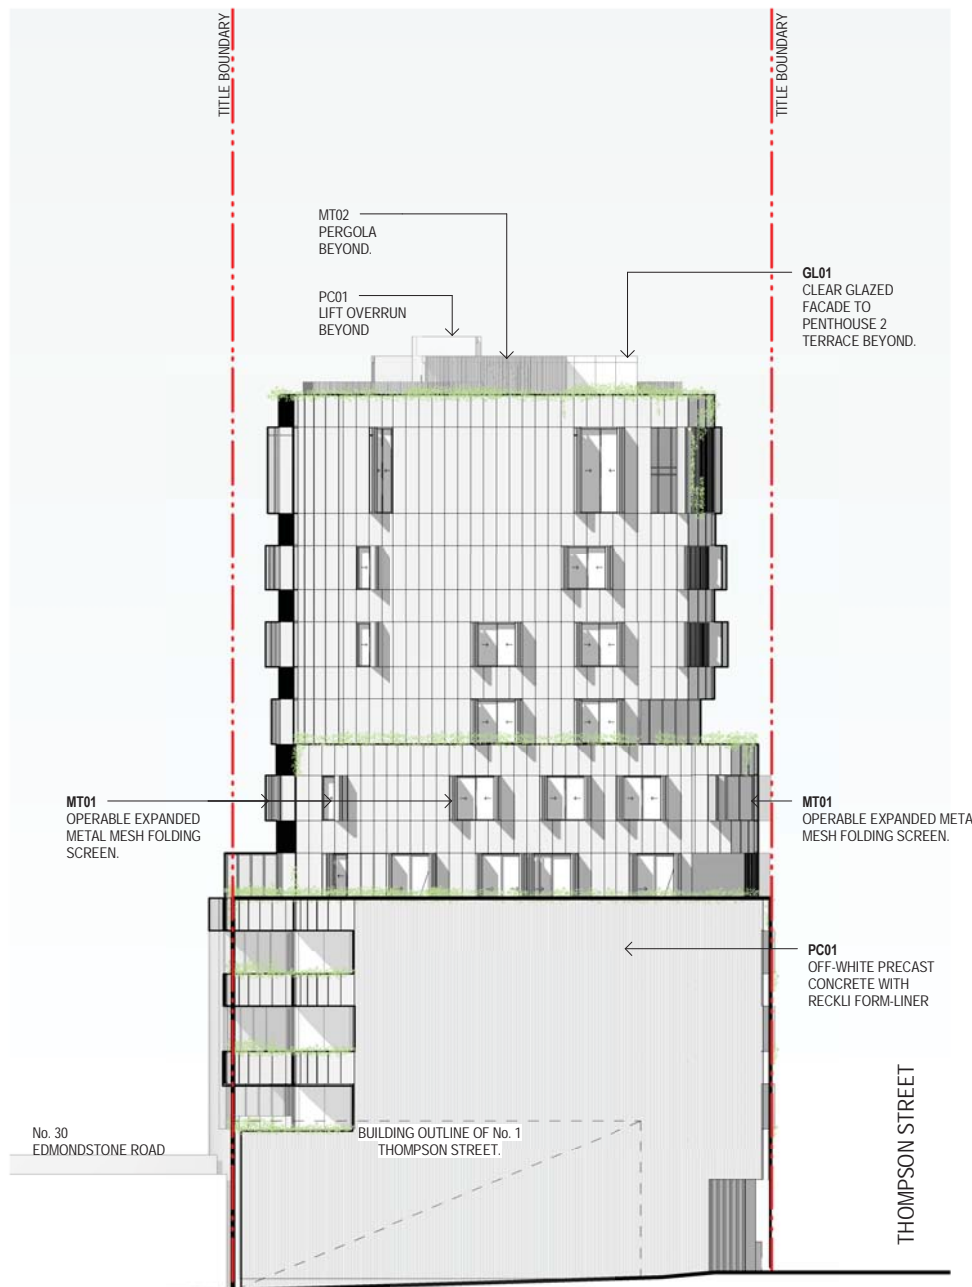 TITLE BOUNDARY
TITLE BOUNDARY
MT02
PERGOLA
BEYOND.
PC01
LIFT OVERRUN
BEYOND
GL01
CLEAR GLAZED
FACADE TO
PENTHOUSE 2
TERRACE BEYOND.
MT01
OPERABLE EXPANDED
METAL MESH FOLDING
SCREEN.
MT01
OPERABLE EXPANDED META
MESH FOLDING SCREEN.
PC01
OFF-WHITE PRECAST
CONCRETE WITH
RECKLI FORM-LINER
No. 30
EDMONDSTONE ROAD
BUILDING OUTLINE OF No. 1
THOMPSON STREET.
THOMPSON STREET